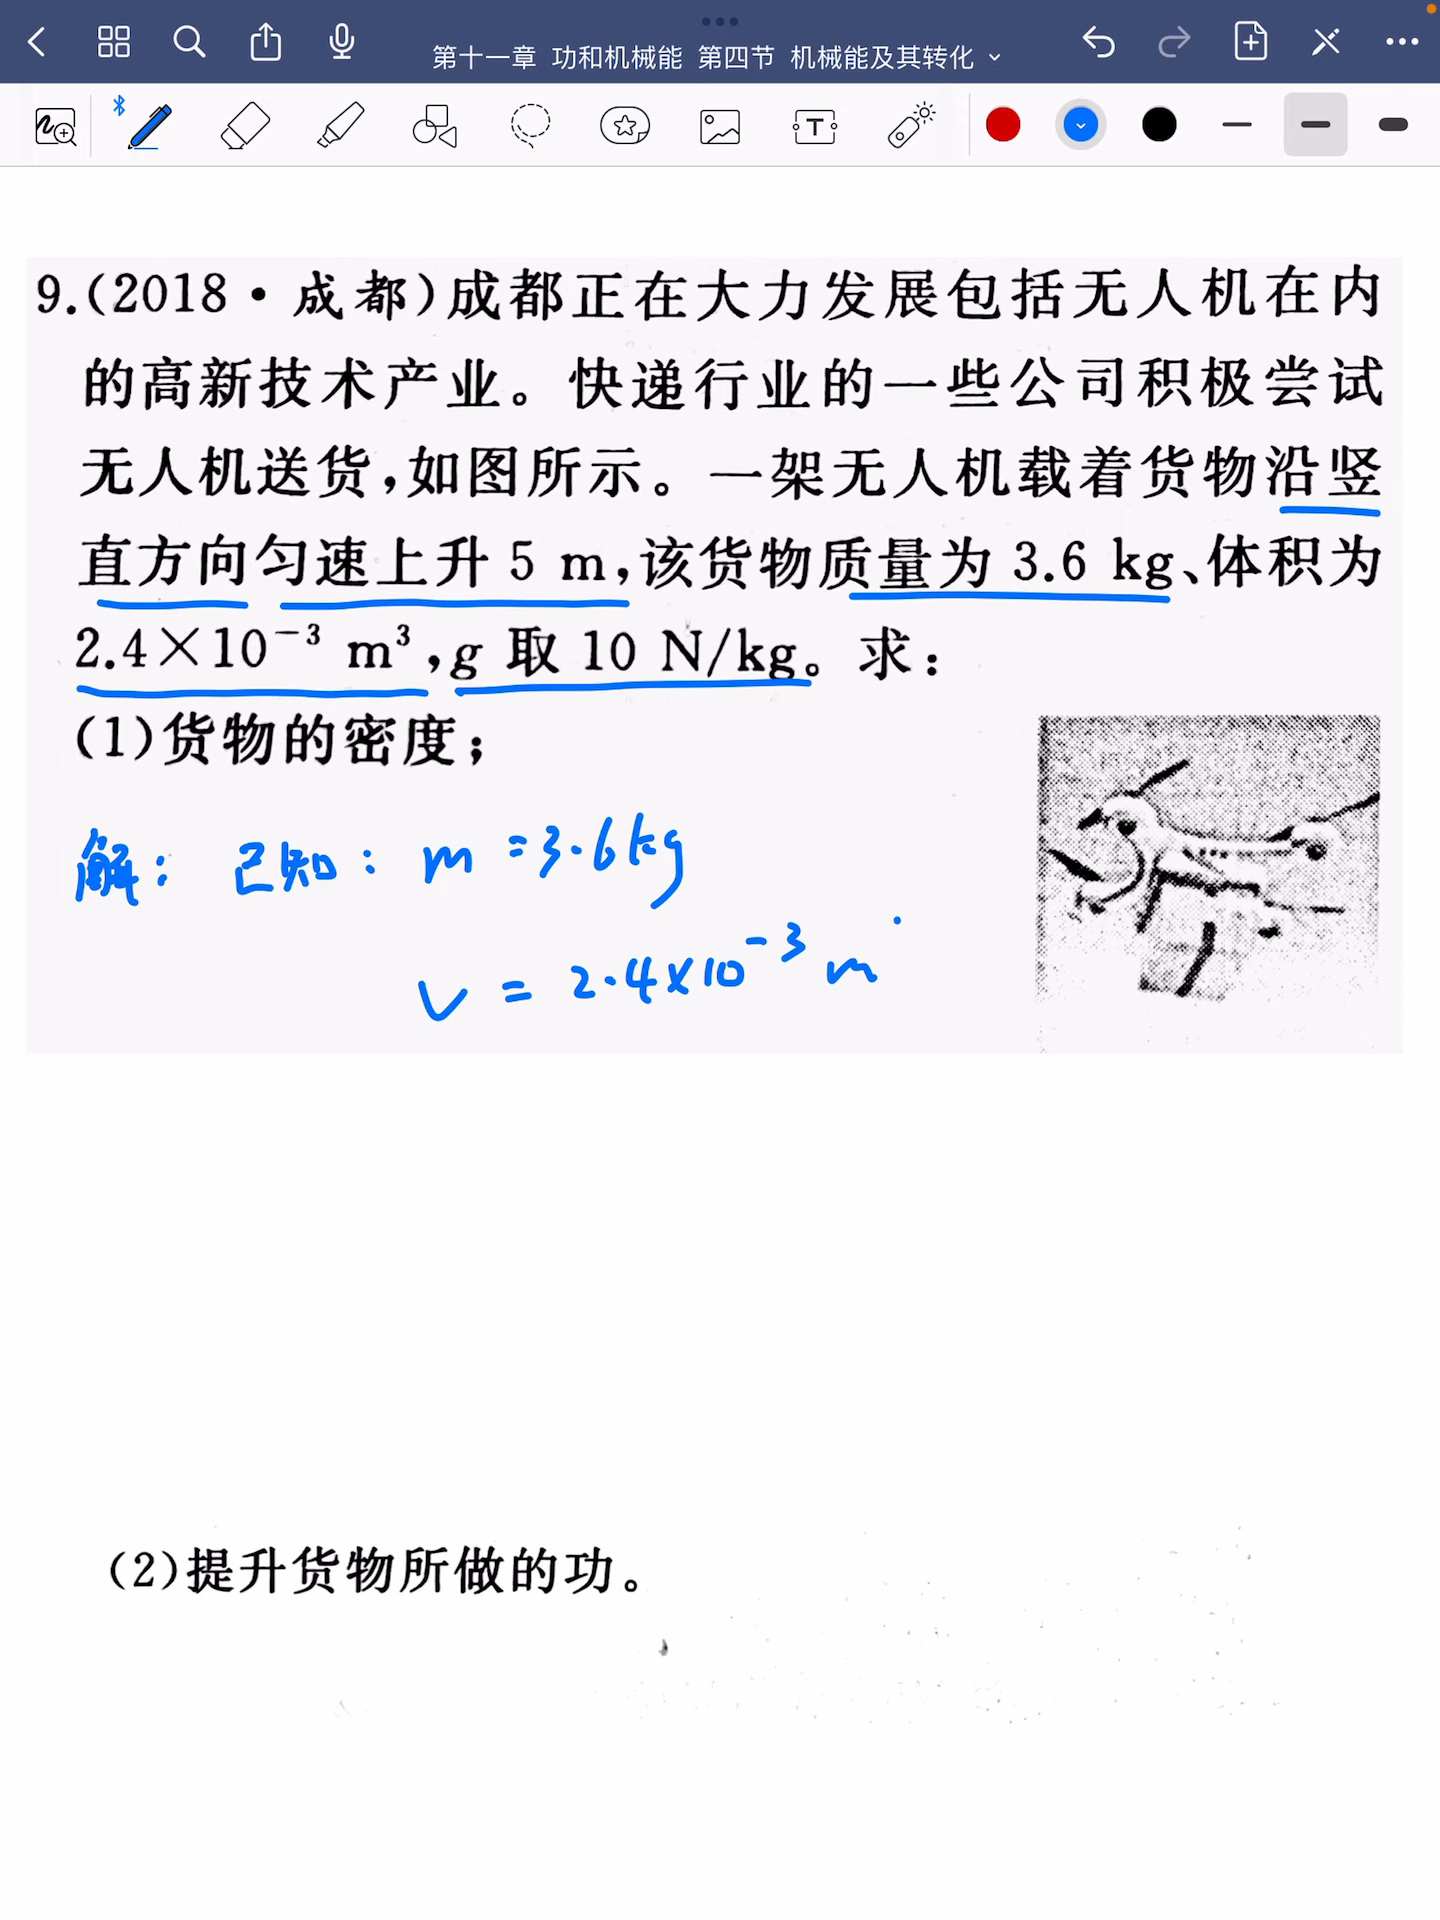 第十一章 功和机械能 第四节 机械能及其转化
T
9.(2018·成都)成都正在大力发展包括无人机在内
的高新技术产业。快递行业的一些公司积极尝试
无人机送货,如图所示。一架无人机载着货物沿竖
直方向匀速上升 5 m,该货物质量为 3.6 kg、体积为
2.4×10⁻³ m³,g 取 10 N/kg。求:
(1)货物的密度;
解: 已知: m =3.6kg
V = 2.4×10⁻³ m
(2)提升货物所做的功。